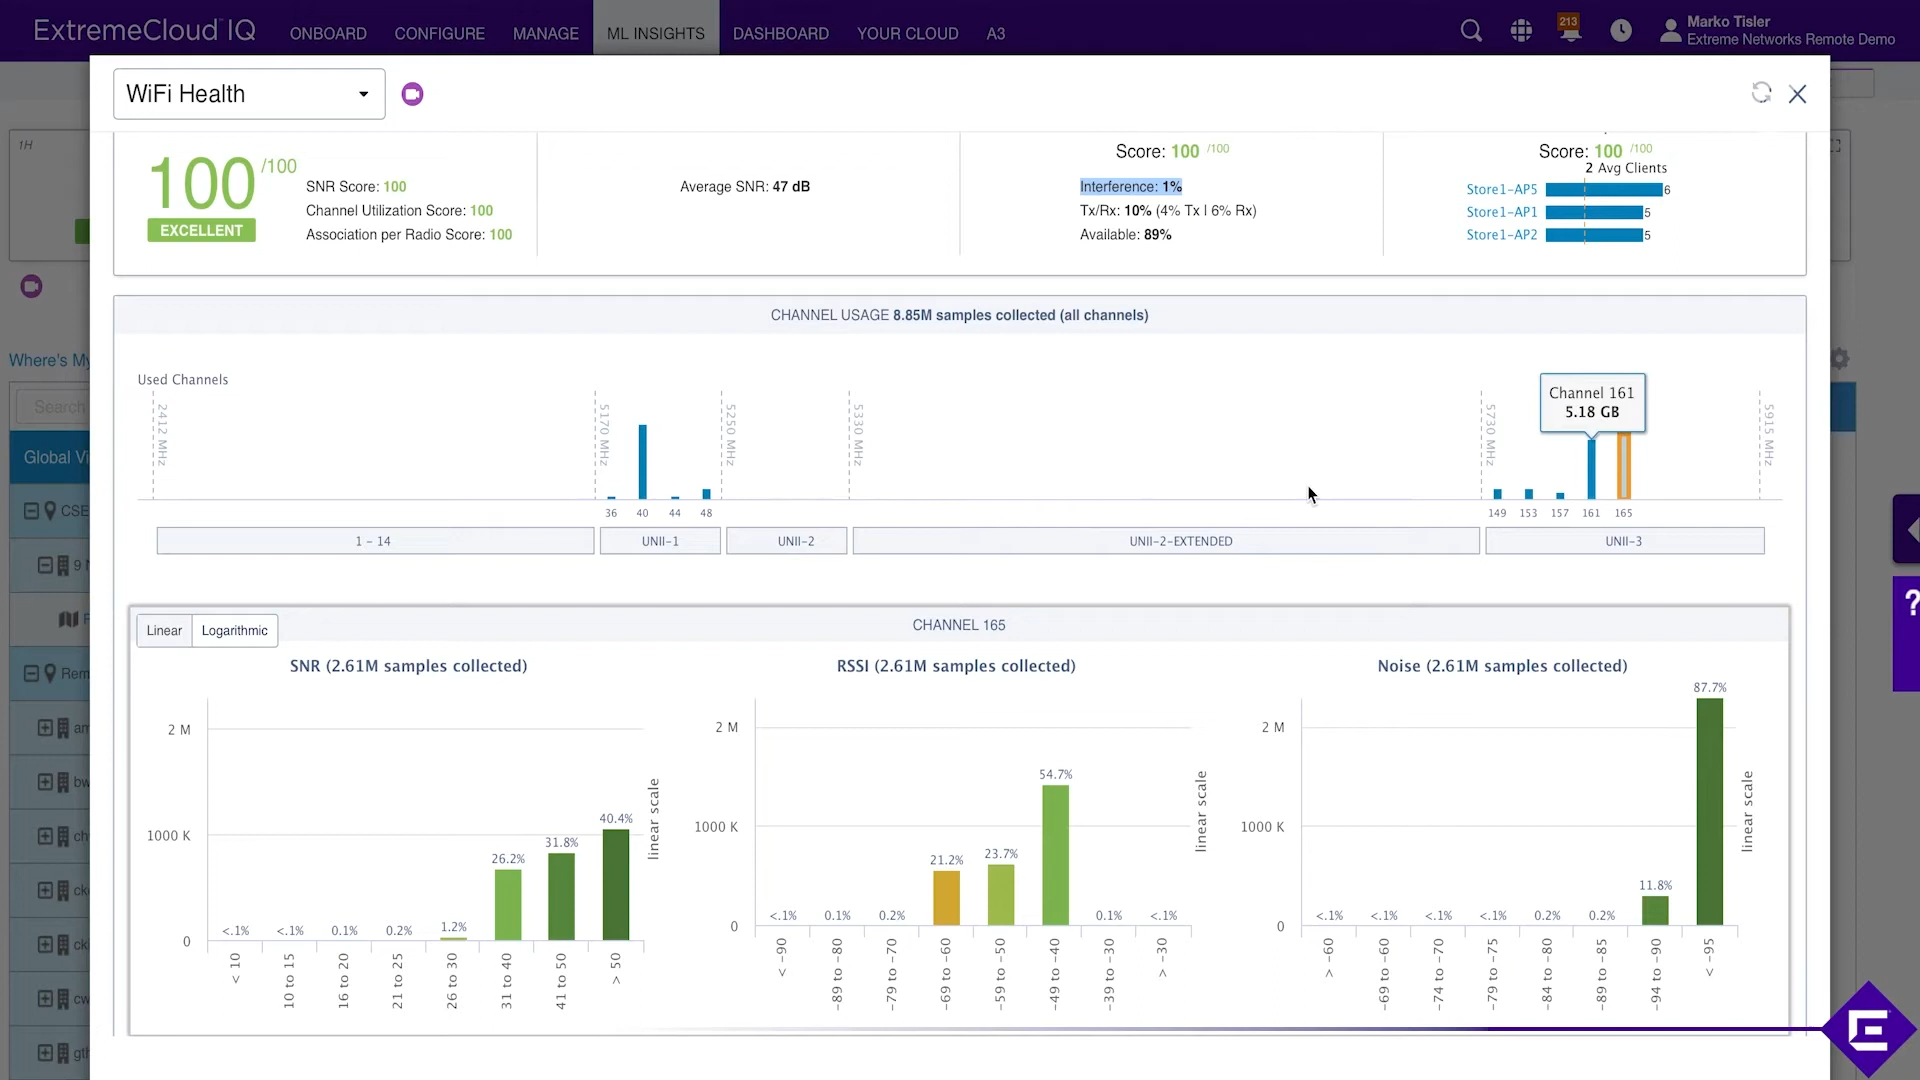 ExtremeCloud IQ
ONBOARD
CONFIGURE
MANAGE
ML INSIGHTS
DASHBOARD
YOUR CLOUD
A3
213
Marko Tisler
Extreme Networks Remote Demo
WiFi Health
1H
100 /100
EXCELLENT
SNR Score: 100
Channel Utilization Score: 100
Association per Radio Score: 100
Average SNR: 47 dB
Score: 100 /100
Interference: 1%
Tx/Rx: 10% (4% Tx | 6% Rx)
Available: 89%
Score: 100 /100
2 Avg Clients
Store1-AP5 6
Store1-AP1 5
Store1-AP2 5
Where's My
Search
Global Vi
CSE
9
Rem
CHANNEL USAGE 8.85M samples collected (all channels)
Used Channels
2412 MHz
5170 MHz
5250 MHz
5330 MHz
5730 MHz
5915 MHz
Channel 161
5.18 GB
36 40 44 48
149 153 157 161 165
1 - 14
UNII-1
UNII-2
UNII-2-EXTENDED
UNII-3
?
Linear
Logarithmic
CHANNEL 165
SNR (2.61M samples collected)
2 M
1000 K
0
<.1% <.1% 0.1% 0.2% 1.2% 26.2% 31.8% 40.4%
< 10
10 to 15
16 to 20
21 to 25
26 to 30
31 to 40
41 to 50
> 50
linear scale
RSSI (2.61M samples collected)
2 M
1000 K
0
<.1% 0.1% 0.2% 21.2% 23.7% 54.7% 0.1% <.1%
< -90
-89 to -80
-79 to -70
-69 to -60
-59 to -50
-49 to -40
-39 to -30
> -30
linear scale
Noise (2.61M samples collected)
2 M
1000 K
0
<.1% <.1% <.1% <.1% 0.2% 0.2% 11.8% 87.7%
> -60
-69 to -60
-74 to -70
-79 to -75
-84 to -80
-89 to -85
-94 to -90
< -95
linear scale